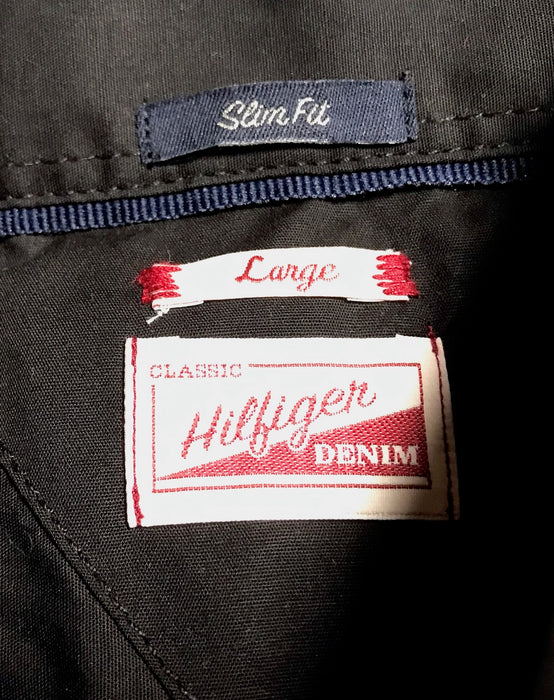 Slim Fit
Large
CLASSIC
Hilfiger
DENIM